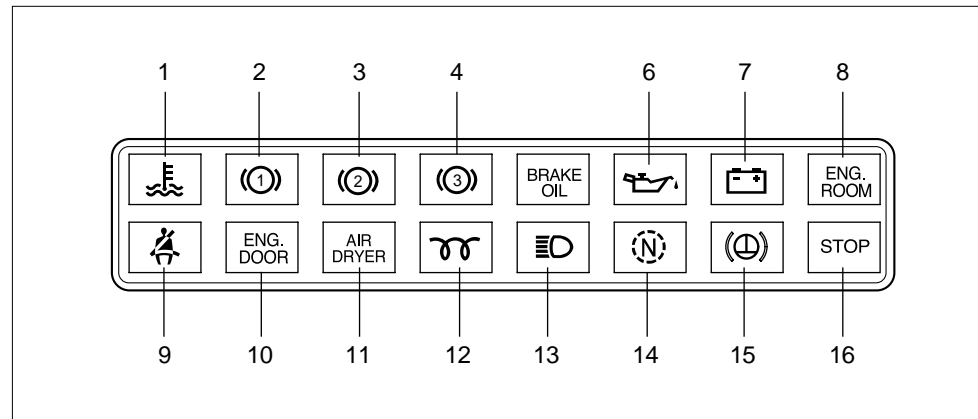 1 2 3 4 6 7 8
1 2 3 BRAKE OIL ENG. ROOM
ENG. DOOR AIR DRYER N STOP
9 10 11 12 13 14 15 16